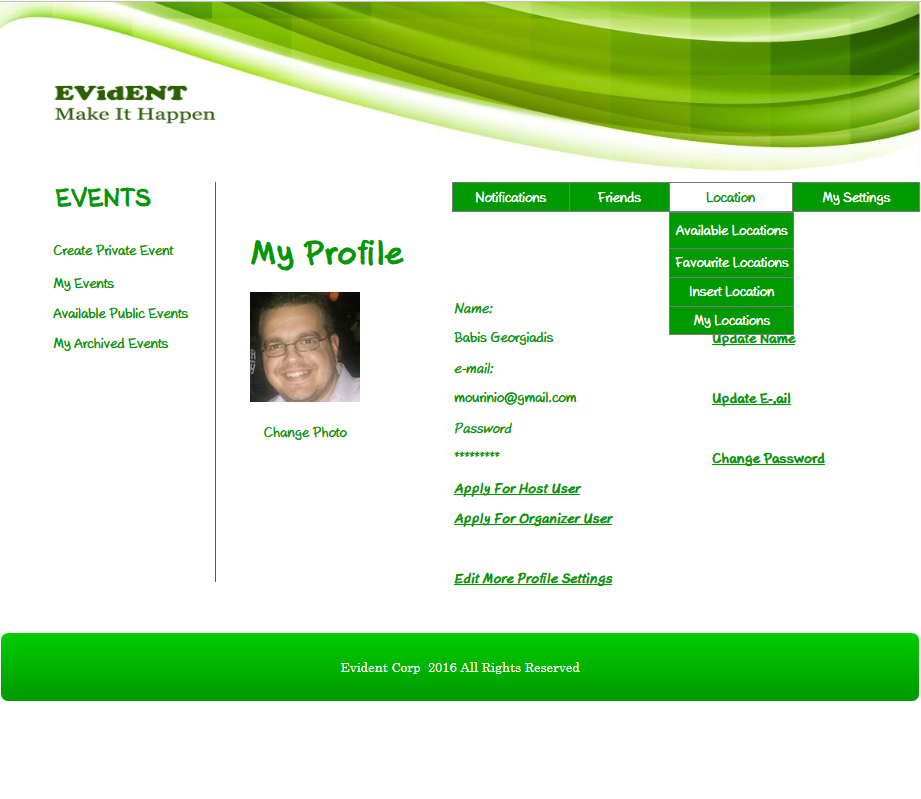 EVidENT
Make It Happen
EVENTS
Create Private Event
My Events
Available Public Events
My Archived Events
Notifications Friends Location My Settings
Available Locations
Favourite Locations
Insert Location
My Locations
My Profile
Change Photo
Name:
Babis Georgiadis Update Name
e-mail:
mourinio@gmail.com Update E-.ail
Password
********* Change Password
Apply For Host User
Apply For Organizer User
Edit More Profile Settings
Evident Corp 2016 All Rights Reserved